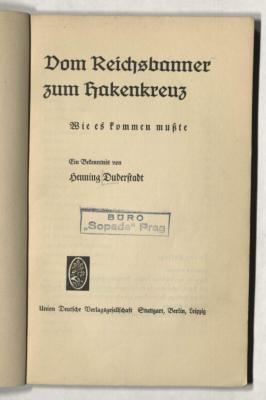 Vom Reichsbanner
zum Hakenkreuz
Wie es kommen mußte
Ein Bekenntnis von
Henning Duderstadt
BÜRO
„Sopade“ Prag
Union Deutsche Verlagsgesellschaft Stuttgart, Berlin, Leipzig